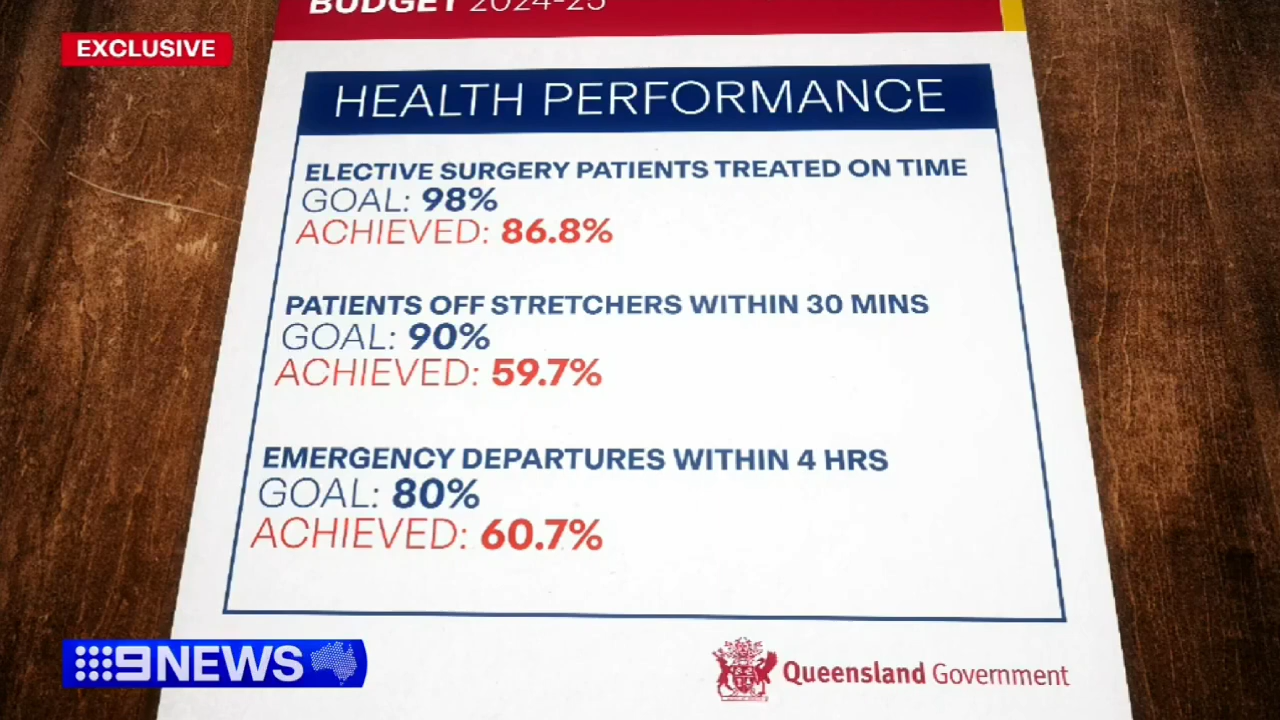 BUDGET 2024-25
EXCLUSIVE
HEALTH PERFORMANCE
ELECTIVE SURGERY PATIENTS TREATED ON TIME
GOAL: 98%
ACHIEVED: 86.8%
PATIENTS OFF STRETCHERS WITHIN 30 MINS
GOAL: 90%
ACHIEVED: 59.7%
EMERGENCY DEPARTURES WITHIN 4 HRS
GOAL: 80%
ACHIEVED: 60.7%
9NEWS
Queensland Government